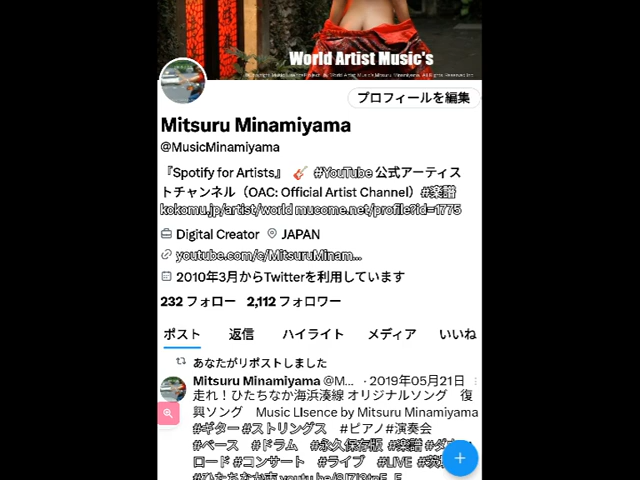 World Artist Music's
プロフィールを編集
Mitsuru Minamiyama
@MusicMinamiyama
『Spotify for Artists』 🎸 #YouTube 公式アーティス
トチャンネル（OAC: Official Artist Channel）#楽譜
kokomu.jp/artist/world mucome.net/profile?id=1775
Digital Creator JAPAN
youtube.com/c/MitsuruMinam...
2010年3月からTwitterを利用しています
232 フォロー 2,112 フォロワー
ポスト 返信 ハイライト メディア いいね
あなたがリポストしました
Mitsuru Minamiyama @M... · 2019年05月21日
走れ！ひたちなか海浜湊線 オリジナルソング 復
興ソング Music LIsence by Mitsuru Minamiyama
#ギター #ストリングス #ピアノ #演奏会
#ベース #ドラム #永久保存版 #楽譜
ロード #コンサート #ライブ #LIVE